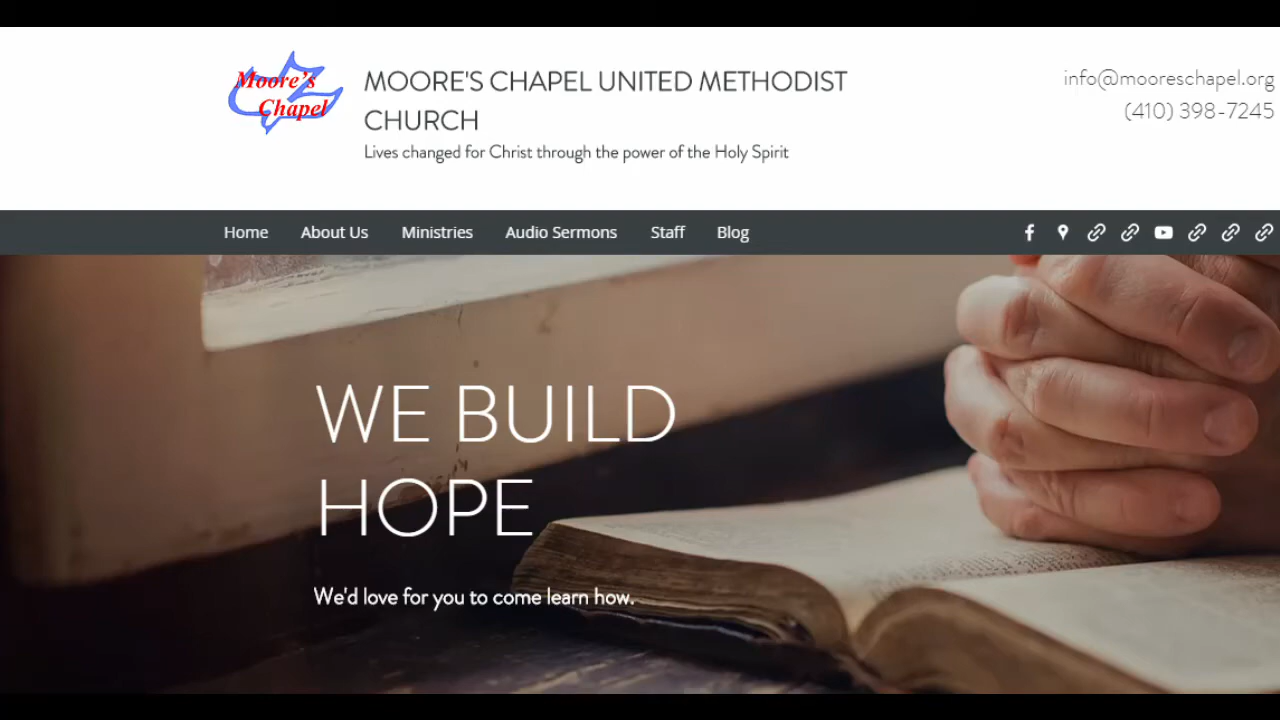 Moore's
Chapel
MOORE'S CHAPEL UNITED METHODIST
CHURCH
Lives changed for Christ through the power of the Holy Spirit
info@mooreschapel.org
(410) 398-7245
Home About Us Ministries Audio Sermons Staff Blog
WE BUILD
HOPE
We'd love for you to come learn how.